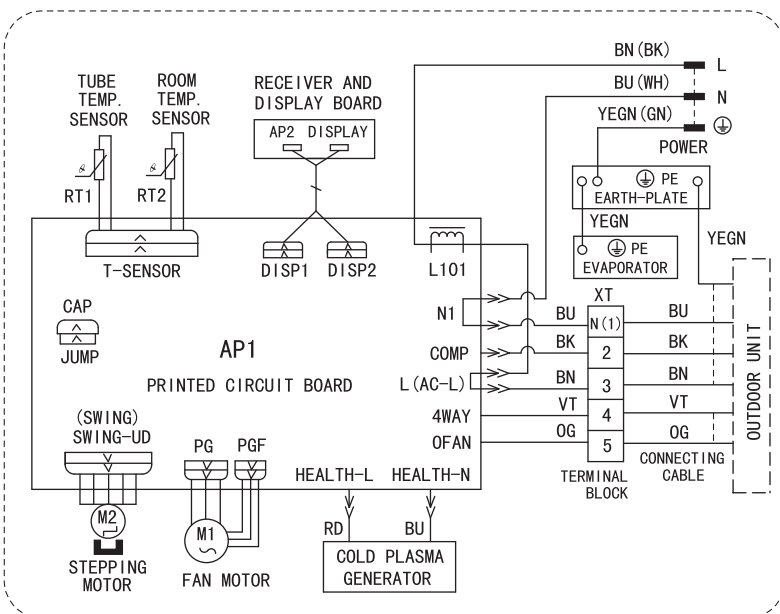 BN(BK)
L
BU(WH)
N
YEGN(GN)
POWER
TUBE
TEMP.
SENSOR
ROOM
TEMP.
SENSOR
RECEIVER AND
DISPLAY BOARD
AP2 DISPLAY
RT1
RT2
PE
EARTH-PLATE
YEGN
YEGN
PE
EVAPORATOR
T-SENSOR
DISP1
DISP2
L101
CAP
JUMP
AP1
PRINTED CIRCUIT BOARD
N1
COMP
L(AC-L)
4WAY
OFAN
XT
BU
N(1)
BU
BK
2
BK
BN
3
BN
VT
4
VT
OG
5
OG
TERMINAL
BLOCK
CONNECTING
CABLE
OUTDOOR UNIT
(SWING)
SWING-UD
PG
PGF
HEALTH-L
HEALTH-N
M2
M1
STEPPING
MOTOR
FAN MOTOR
RD
BU
COLD PLASMA
GENERATOR